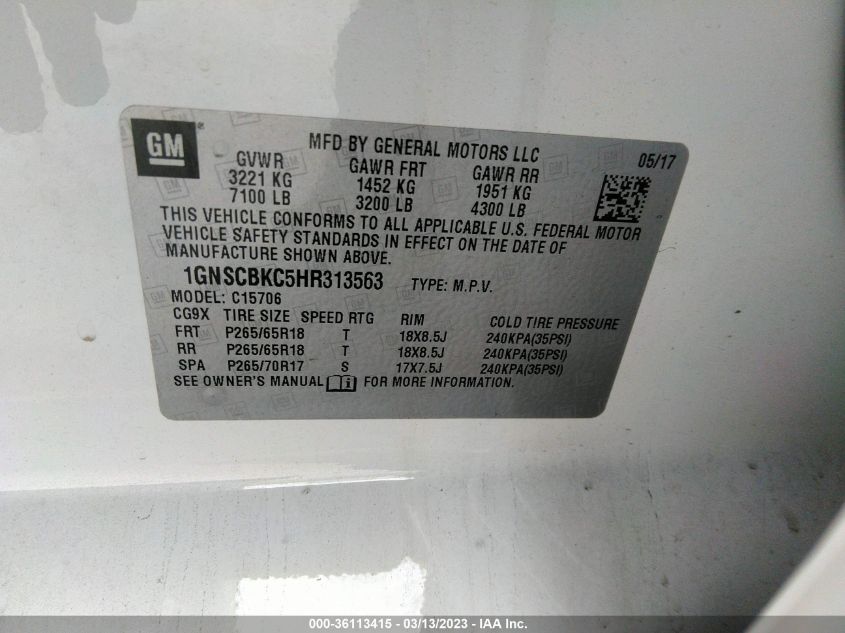 GM
MFD BY GENERAL MOTORS LLC
05/17
GVWR GAWR FRT GAWR RR
3221 KG 1452 KG 1951 KG
7100 LB 3200 LB 4300 LB
THIS VEHICLE CONFORMS TO ALL APPLICABLE U.S. FEDERAL MOTOR
VEHICLE SAFETY STANDARDS IN EFFECT ON THE DATE OF
MANUFACTURE SHOWN ABOVE.
1GNSCBKC5HR313563 TYPE: M.P.V.
MODEL: C15706
CG9X TIRE SIZE SPEED RTG RIM COLD TIRE PRESSURE
FRT P265/65R18 T 18X8.5J 240KPA(35PSI)
RR P265/65R18 T 18X8.5J 240KPA(35PSI)
SPA P265/70R17 S 17X7.5J 240KPA(35PSI)
SEE OWNER'S MANUAL FOR MORE INFORMATION.
000-36113415 - 03/13/2023 - IAA Inc.